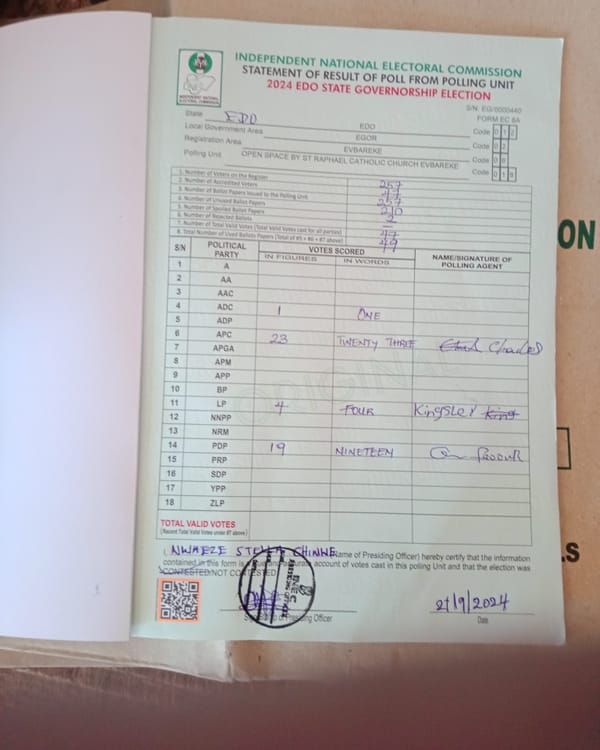 INDEPENDENT NATIONAL ELECTORAL COMMISSION
STATEMENT OF RESULT OF POLL FROM POLLING UNIT
2024 EDO STATE GOVERNORSHIP ELECTION
S/N: EG/0000440
FORM EC 8A
State EDO EDO Code 0 1 2
Local Government Area EGOR Code 0
Registration Area EVBAREKE Code 0
Polling Unit OPEN SPACE BY ST RAPHAEL CATHOLIC CHURCH EVBAREKE Code 0 1
1. Number of Voters on the Register 257
2. Number of Accredited Voters 47
3. Number of Ballot Papers Issued to the Polling Unit 257
4. Number of Unused Ballot Papers 210
5. Number of Spoiled Ballot Papers 2
6. Number of Rejected Ballots –
7. Number of Total Valid Votes (Total Valid Votes cast for all parties) 47
8. Total Number of Used Ballots Papers (Total of #5 + #6 + #7 above) 49
S/N POLITICAL PARTY VOTES SCORED NAME/SIGNATURE OF POLLING AGENT
IN FIGURES IN WORDS
1 A
2 AA
3 AAC
4 ADC 1 ONE
5 ADP
6 APC 23 TWENTY THREE Charles
7 APGA
8 APM
9 APP
10 BP
11 LP 4 FOUR Kingsley
12 NNPP
13 NRM
14 PDP 19 NINETEEN
15 PRP
16 SDP
17 YPP
18 ZLP
TOTAL VALID VOTES
(Record Total Valid Votes under #7 above)
I, NWAEZE STELLA CHINWE (Name of Presiding Officer) hereby certify that the information
contained in this form is a true and accurate account of votes cast in this polling Unit and that the election was
CONTESTED/NOT CONTESTED
INEC
PRESIDING OFFICER
Signature of Presiding Officer
21/9/2024
Date
ORIGINAL
ON
.S